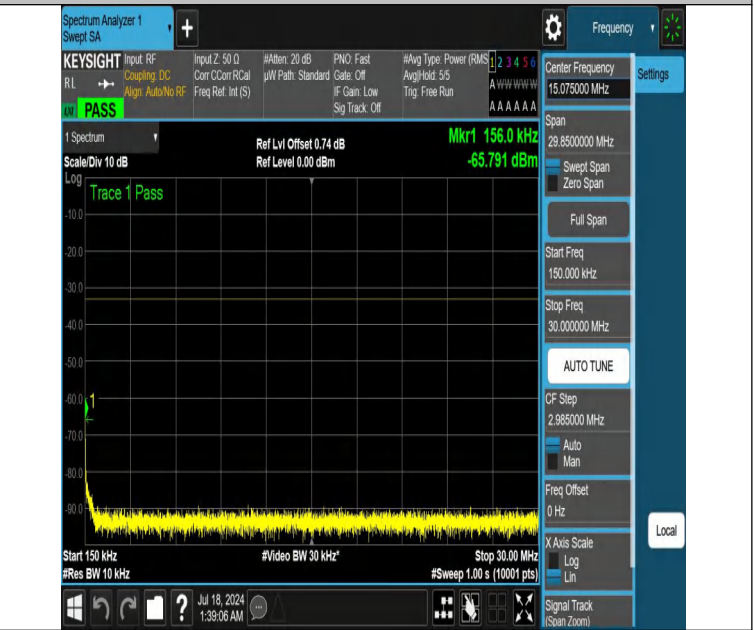 Spectrum Analyzer 1
Swept SA
+
Frequency
KEYSIGHT
RL
PASS
Input: RF
Coupling: DC
Align: Auto/No RF
Input Z: 50 Ω
Corr CCorr RCal
Freq Ref: Int (S)
#Atten: 20 dB
µW Path: Standard
PNO: Fast
Gate: Off
IF Gain: Low
Sig Track: Off
#Avg Type: Power (RMS
Avg|Hold: 5/5
Trig: Free Run
1 2 3 4 5 6
A W W W W W
A A A A A A
1 Spectrum
Scale/Div 10 dB
Log
Ref Lvl Offset 0.74 dB
Ref Level 0.00 dBm
Mkr1 156.0 kHz
-65.791 dBm
Trace 1 Pass
-10.0
-20.0
-30.0
-40.0
-50.0
-60.0
1
-70.0
-80.0
-90.0
Start 150 kHz
#Res BW 10 kHz
#Video BW 30 kHz*
Stop 30.00 MHz
#Sweep 1.00 s (10001 pts)
?
Jul 18, 2024
1:39:06 AM
Center Frequency
15.075000 MHz
Settings
Span
29.8500000 MHz
Swept Span
Zero Span
Full Span
Start Freq
150.000 kHz
Stop Freq
30.000000 MHz
AUTO TUNE
CF Step
2.985000 MHz
Auto
Man
Freq Offset
0 Hz
X Axis Scale
Log
Lin
Local
Signal Track
(Span Zoom)